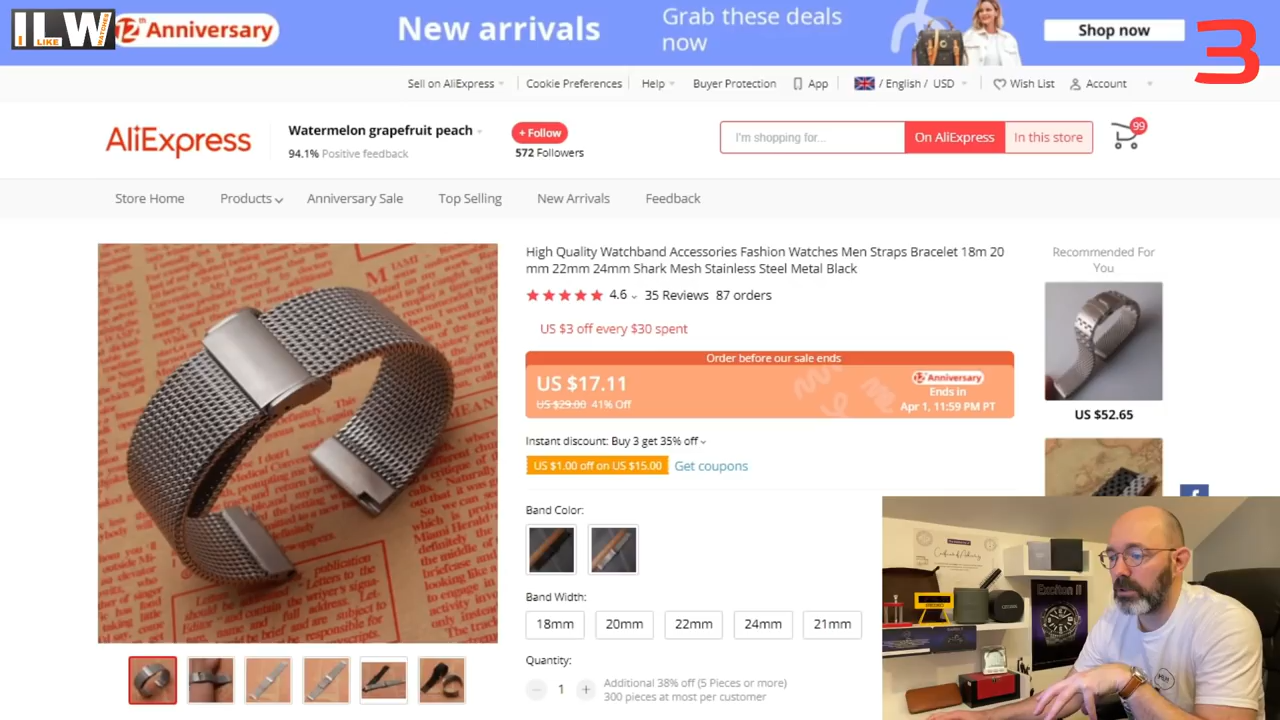 ILW
I LIKE WATCHES
12th Anniversary
New arrivals
Grab these deals
now
Shop now
3
Sell on AliExpress
Cookie Preferences
Help
Buyer Protection
App
/ English / USD
Wish List
Account
AliExpress
Watermelon grapefruit peach
94.1% Positive feedback
+ Follow
572 Followers
I'm shopping for...
On AliExpress
In this store
99
Store Home
Products
Anniversary Sale
Top Selling
New Arrivals
Feedback
High Quality Watchband Accessories Fashion Watches Men Straps Bracelet 18m 20
mm 22mm 24mm Shark Mesh Stainless Steel Metal Black
4.6
35 Reviews
87 orders
US $3 off every $30 spent
Order before our sale ends
US $17.11
US $29.00 41% Off
12th Anniversary
Ends in
Apr 1, 11:59 PM PT
Instant discount: Buy 3 get 35% off
US $1.00 off on US $15.00
Get coupons
Band Color:
Band Width:
18mm
20mm
22mm
24mm
21mm
Quantity:
1
Additional 38% off (5 Pieces or more)
300 pieces at most per customer
Recommended For
You
US $52.65
f
Exciton II